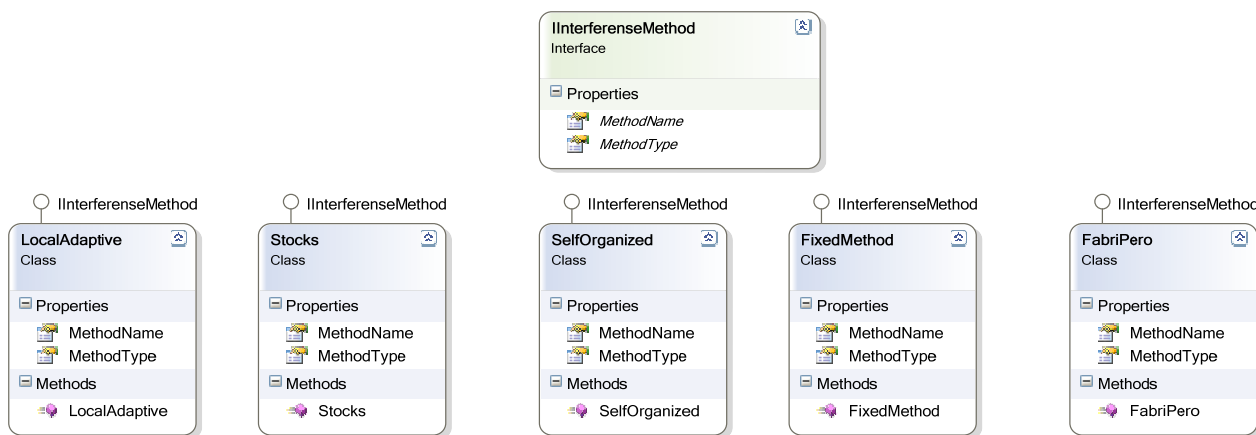 IInterferenseMethod
Interface
Properties
MethodName
MethodType
IInterferenseMethod
LocalAdaptive
Class
Properties
MethodName
MethodType
Methods
LocalAdaptive
IInterferenseMethod
Stocks
Class
Properties
MethodName
MethodType
Methods
Stocks
IInterferenseMethod
SelfOrganized
Class
Properties
MethodName
MethodType
Methods
SelfOrganized
IInterferenseMethod
FixedMethod
Class
Properties
MethodName
MethodType
Methods
FixedMethod
IInterferenseMethod
FabriPero
Class
Properties
MethodName
MethodType
Methods
FabriPero